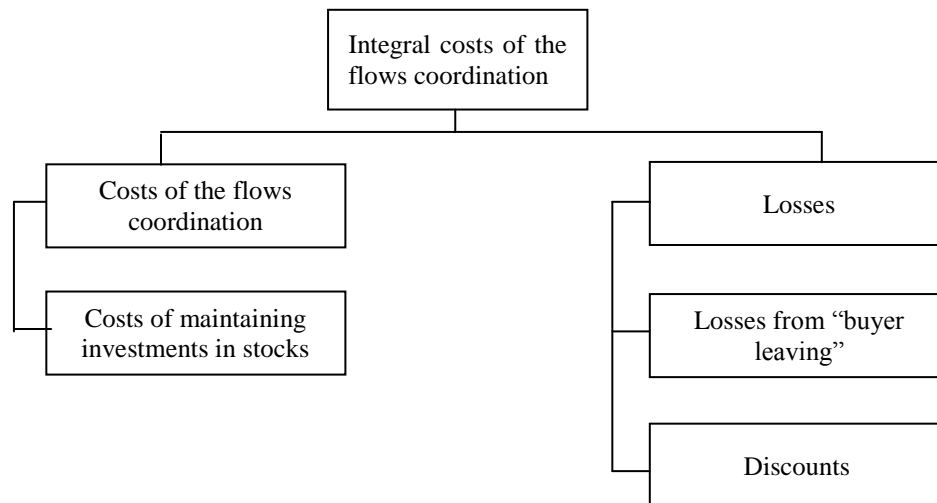 Integral costs of the
flows coordination
Costs of the flows
coordination
Losses
Costs of maintaining
investments in stocks
Losses from “buyer
leaving”
Discounts